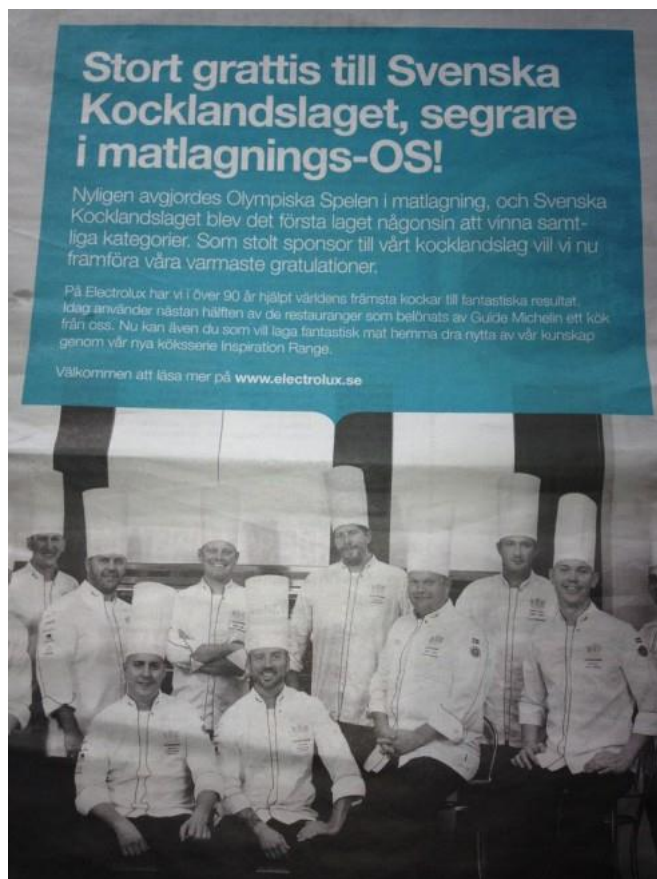 Stort grattis till Svenska
Kocklandslaget, segrare
i matlagnings-OS!
Nyligen avgjordes Olympiska Spelen i matlagning, och Svenska
Kocklandslaget blev det första laget någonsin att vinna samt-
liga kategorier. Som stolt sponsor till vårt kocklandslag vill vi nu
framföra våra varmaste gratulationer.
På Electrolux har vi i över 90 år hjälpt världens främsta kockar till fantastiska resultat.
Idag använder nästan hälften av de restauranger som belönats av Guide Michelin ett kök
från oss. Nu kan även du som vill laga fantastisk mat hemma dra nytta av vår kunskap
genom vår nya köksserie Inspiration Range.
Välkommen att läsa mer på www.electrolux.se